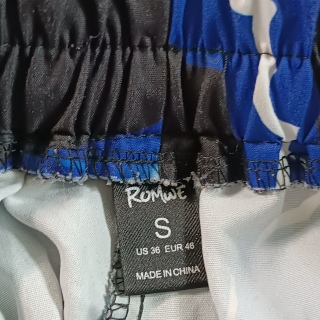 ROMWE
S
US 36 EUR 46
MADE IN CHINA